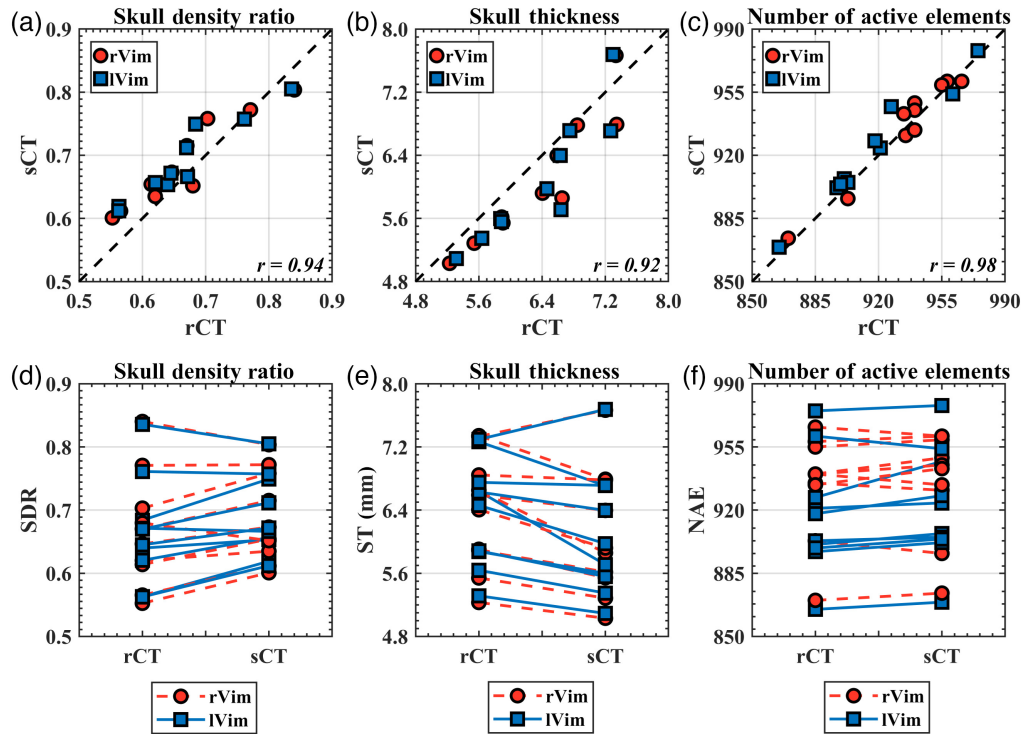 (a) Skull density ratio
0.9
0.8
0.7
0.6
0.5
sCT
rVim
lVim
r = 0.94
0.5 0.6 0.7 0.8 0.9
rCT
(b) Skull thickness
8.0
7.2
6.4
5.6
4.8
sCT
rVim
lVim
r = 0.92
4.8 5.6 6.4 7.2 8.0
rCT
(c) Number of active elements
990
955
920
885
850
sCT
rVim
lVim
r = 0.98
850 885 920 955 990
rCT
(d) Skull density ratio
0.9
0.8
0.7
0.6
0.5
SDR
rCT sCT
rVim
lVim
(e) Skull thickness
8.0
7.2
6.4
5.6
4.8
ST (mm)
rCT sCT
rVim
lVim
(f) Number of active elements
990
955
920
885
850
NAE
rCT sCT
rVim
lVim